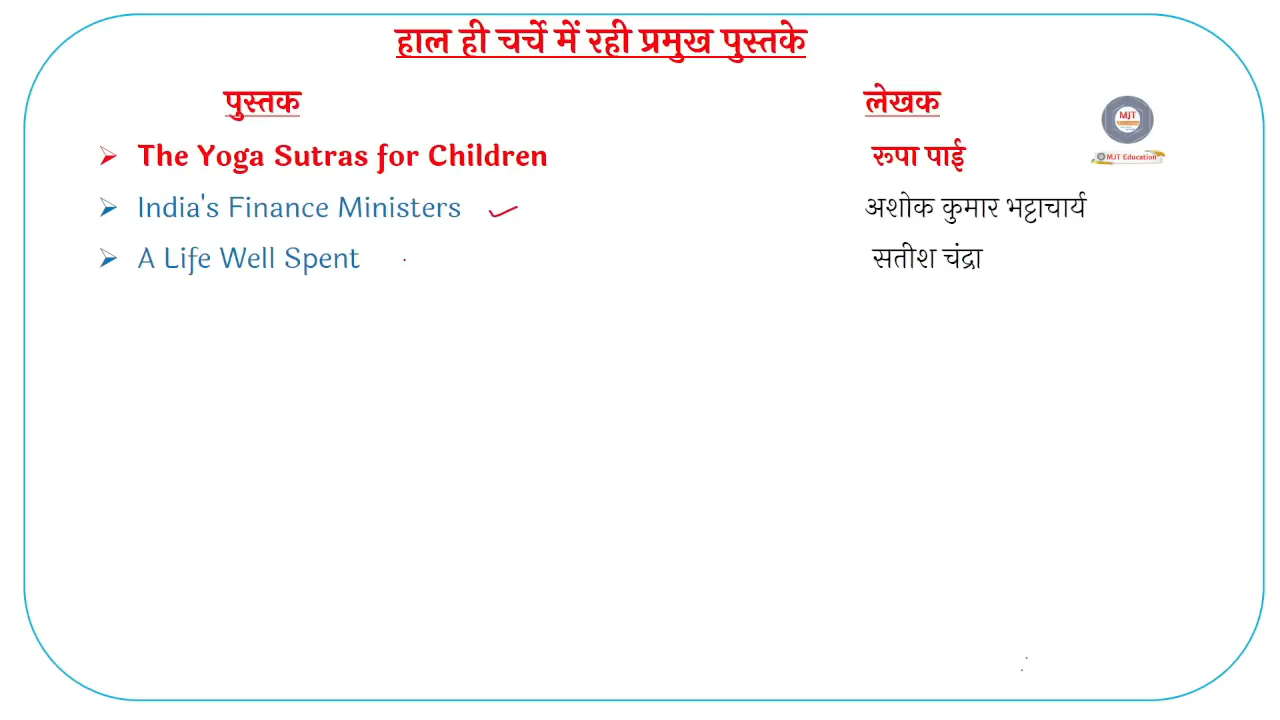 हाल ही चर्चे में रही प्रमुख पुस्तके
पुस्तक लेखक
The Yoga Sutras for Children रूपा पाई
India's Finance Ministers अशोक कुमार भट्टाचार्य
A Life Well Spent सतीश चंद्रा
MJT
MJT Education